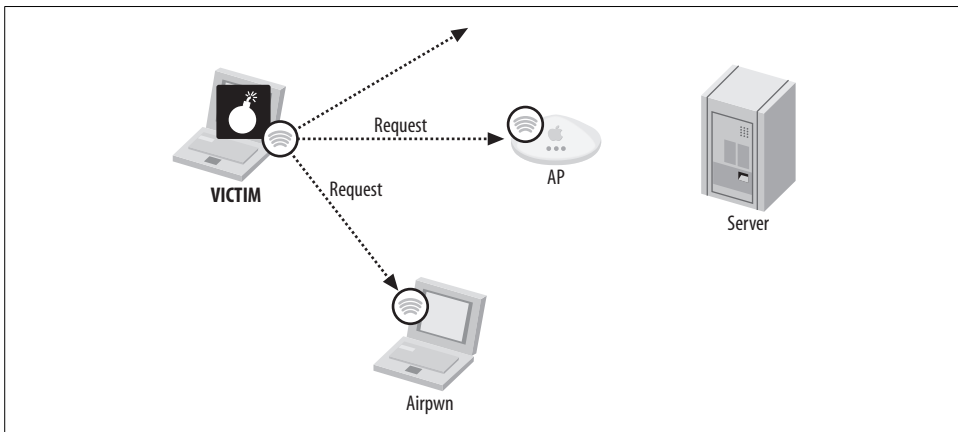 Request
AP
VICTIM
Request
Server
Airpwn